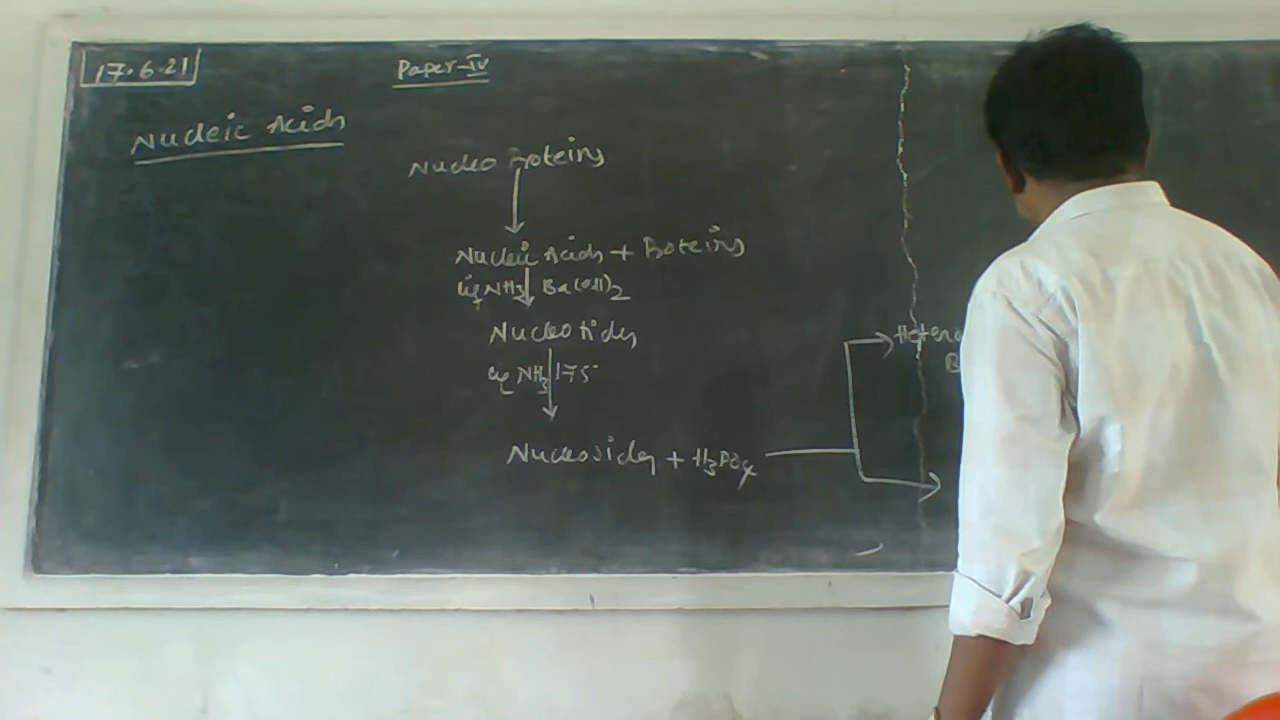 17.6.21
Paper-IV
Nucleic Acids
Nucleo Proteins
Nucleic Acids + Proteins
liq NH3 Ba(OH)2
Nucleotides
liq NH3 175°
Nucleosides + H3PO4
Hetero
B